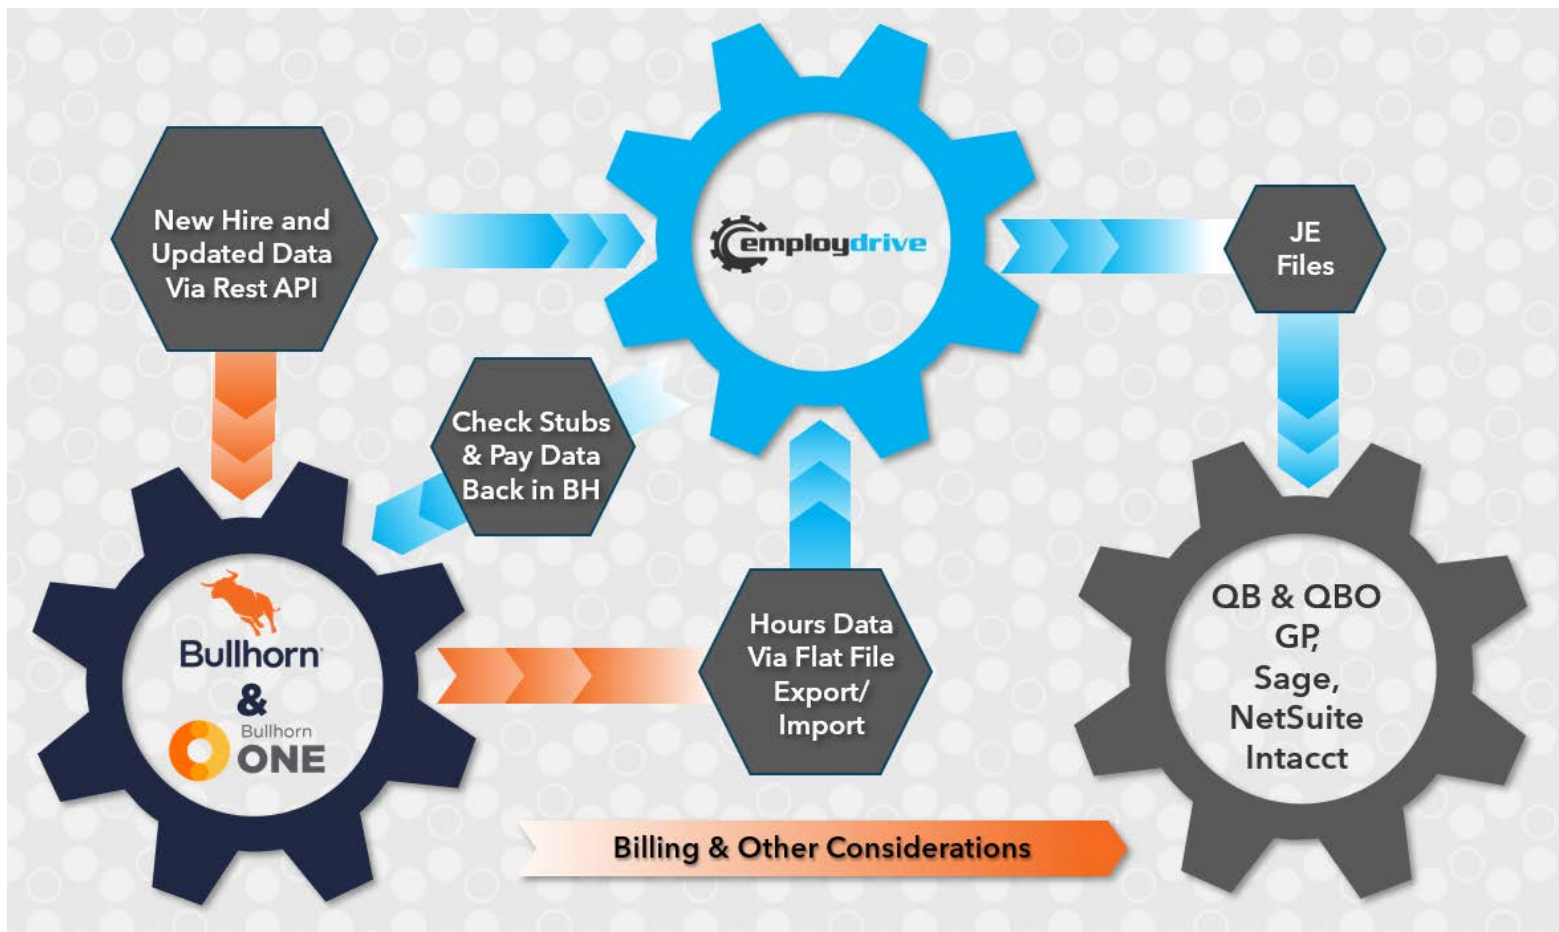 New Hire and
Updated Data
Via Rest API
employdrive
JE
Files
Check Stubs
& Pay Data
Back in BH
Hours Data
Via Flat File
Export/
Import
Bullhorn
&
Bullhorn
ONE
QB & QBO
GP,
Sage,
NetSuite
Intacct
Billing & Other Considerations